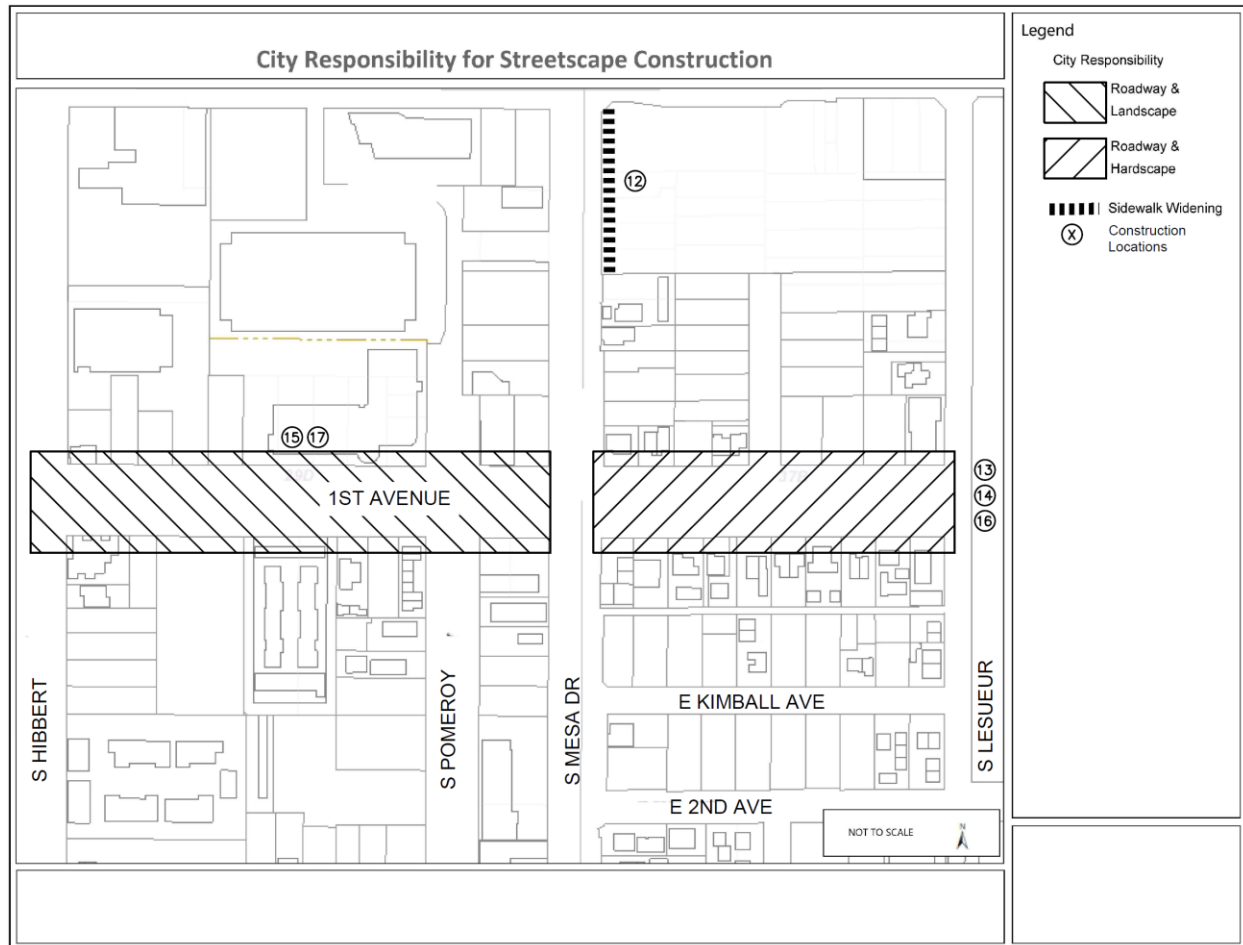 City Responsibility for Streetscape Construction
Legend
City Responsibility
Roadway &
Landscape
Roadway &
Hardscape
Sidewalk Widening
X
Construction
Locations
12
15 17
1ST AVENUE
13
14
16
S HIBBERT
S POMEROY
S MESA DR
S LESUEUR
E KIMBALL AVE
E 2ND AVE
NOT TO SCALE
N